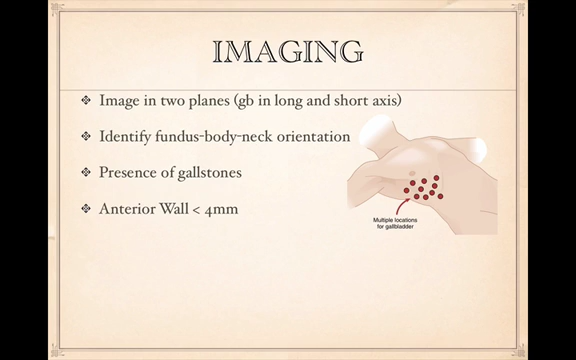 IMAGING
Image in two planes (gb in long and short axis)
Identify fundus-body-neck orientation
Presence of gallstones
Anterior Wall < 4mm
Multiple locations
for gallbladder